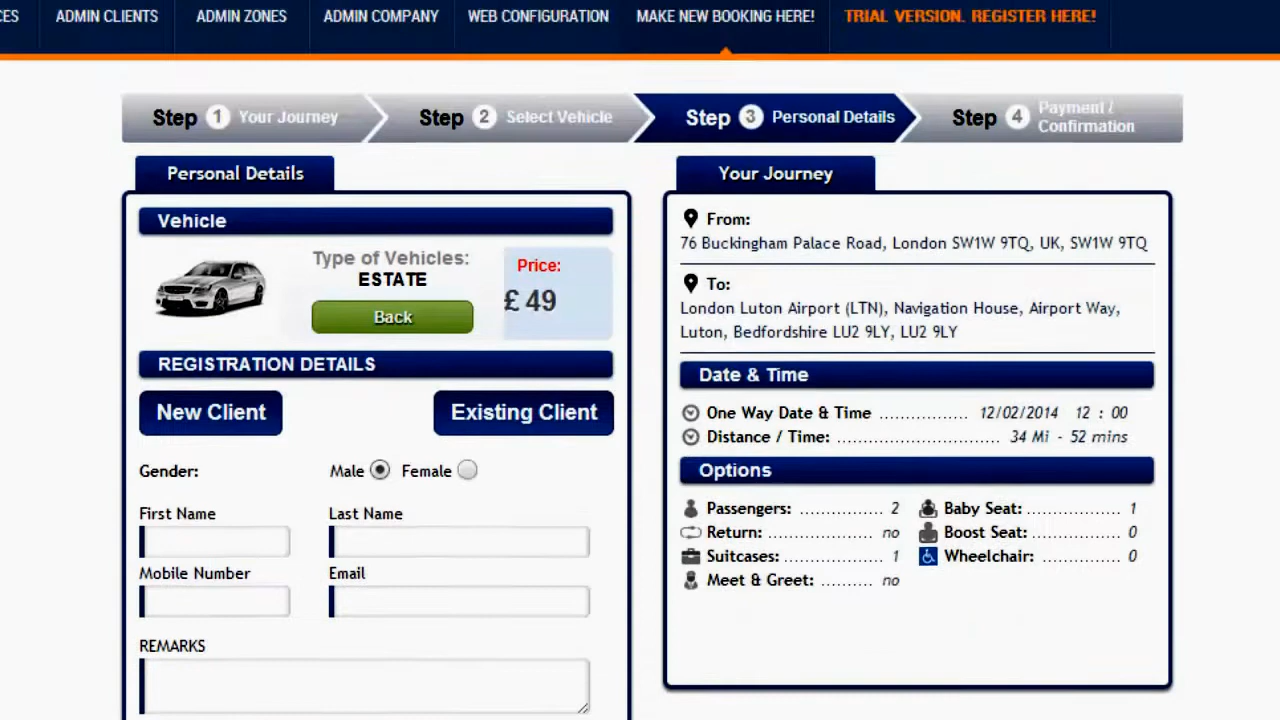 CES ADMIN CLIENTS ADMIN ZONES ADMIN COMPANY WEB CONFIGURATION MAKE NEW BOOKING HERE! TRIAL VERSION. REGISTER HERE!
Step 1 Your Journey Step 2 Select Vehicle Step 3 Personal Details Step 4 Payment / Confirmation
Personal Details
Vehicle
Type of Vehicles:
ESTATE
Back
Price:
£ 49
REGISTRATION DETAILS
New Client Existing Client
Gender: Male Female
First Name Last Name
Mobile Number Email
REMARKS
Your Journey
From:
76 Buckingham Palace Road, London SW1W 9TQ, UK, SW1W 9TQ
To:
London Luton Airport (LTN), Navigation House, Airport Way,
Luton, Bedfordshire LU2 9LY, LU2 9LY
Date & Time
One Way Date & Time ................. 12/02/2014 12 : 00
Distance / Time: ............................... 34 Mi - 52 mins
Options
Passengers: ................ 2 Baby Seat: .................. 1
Return: ..................... no Boost Seat: ................. 0
Suitcases: .................. 1 Wheelchair: ............... 0
Meet & Greet: .......... no